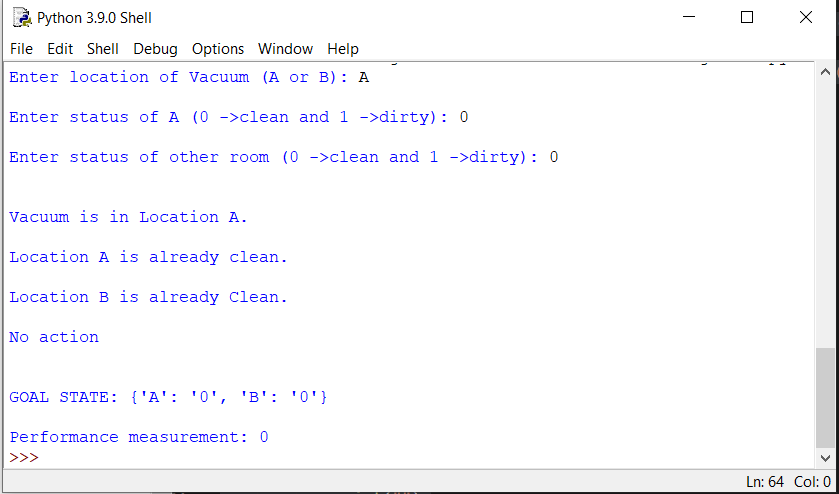 Python 3.9.0 Shell
File Edit Shell Debug Options Window Help
Enter location of Vacuum (A or B): A
Enter status of A (0 ->clean and 1 ->dirty): 0
Enter status of other room (0 ->clean and 1 ->dirty): 0
Vacuum is in Location A.
Location A is already clean.
Location B is already Clean.
No action
GOAL STATE: {'A': '0', 'B': '0'}
Performance measurement: 0
>>>
Ln: 64 Col: 0